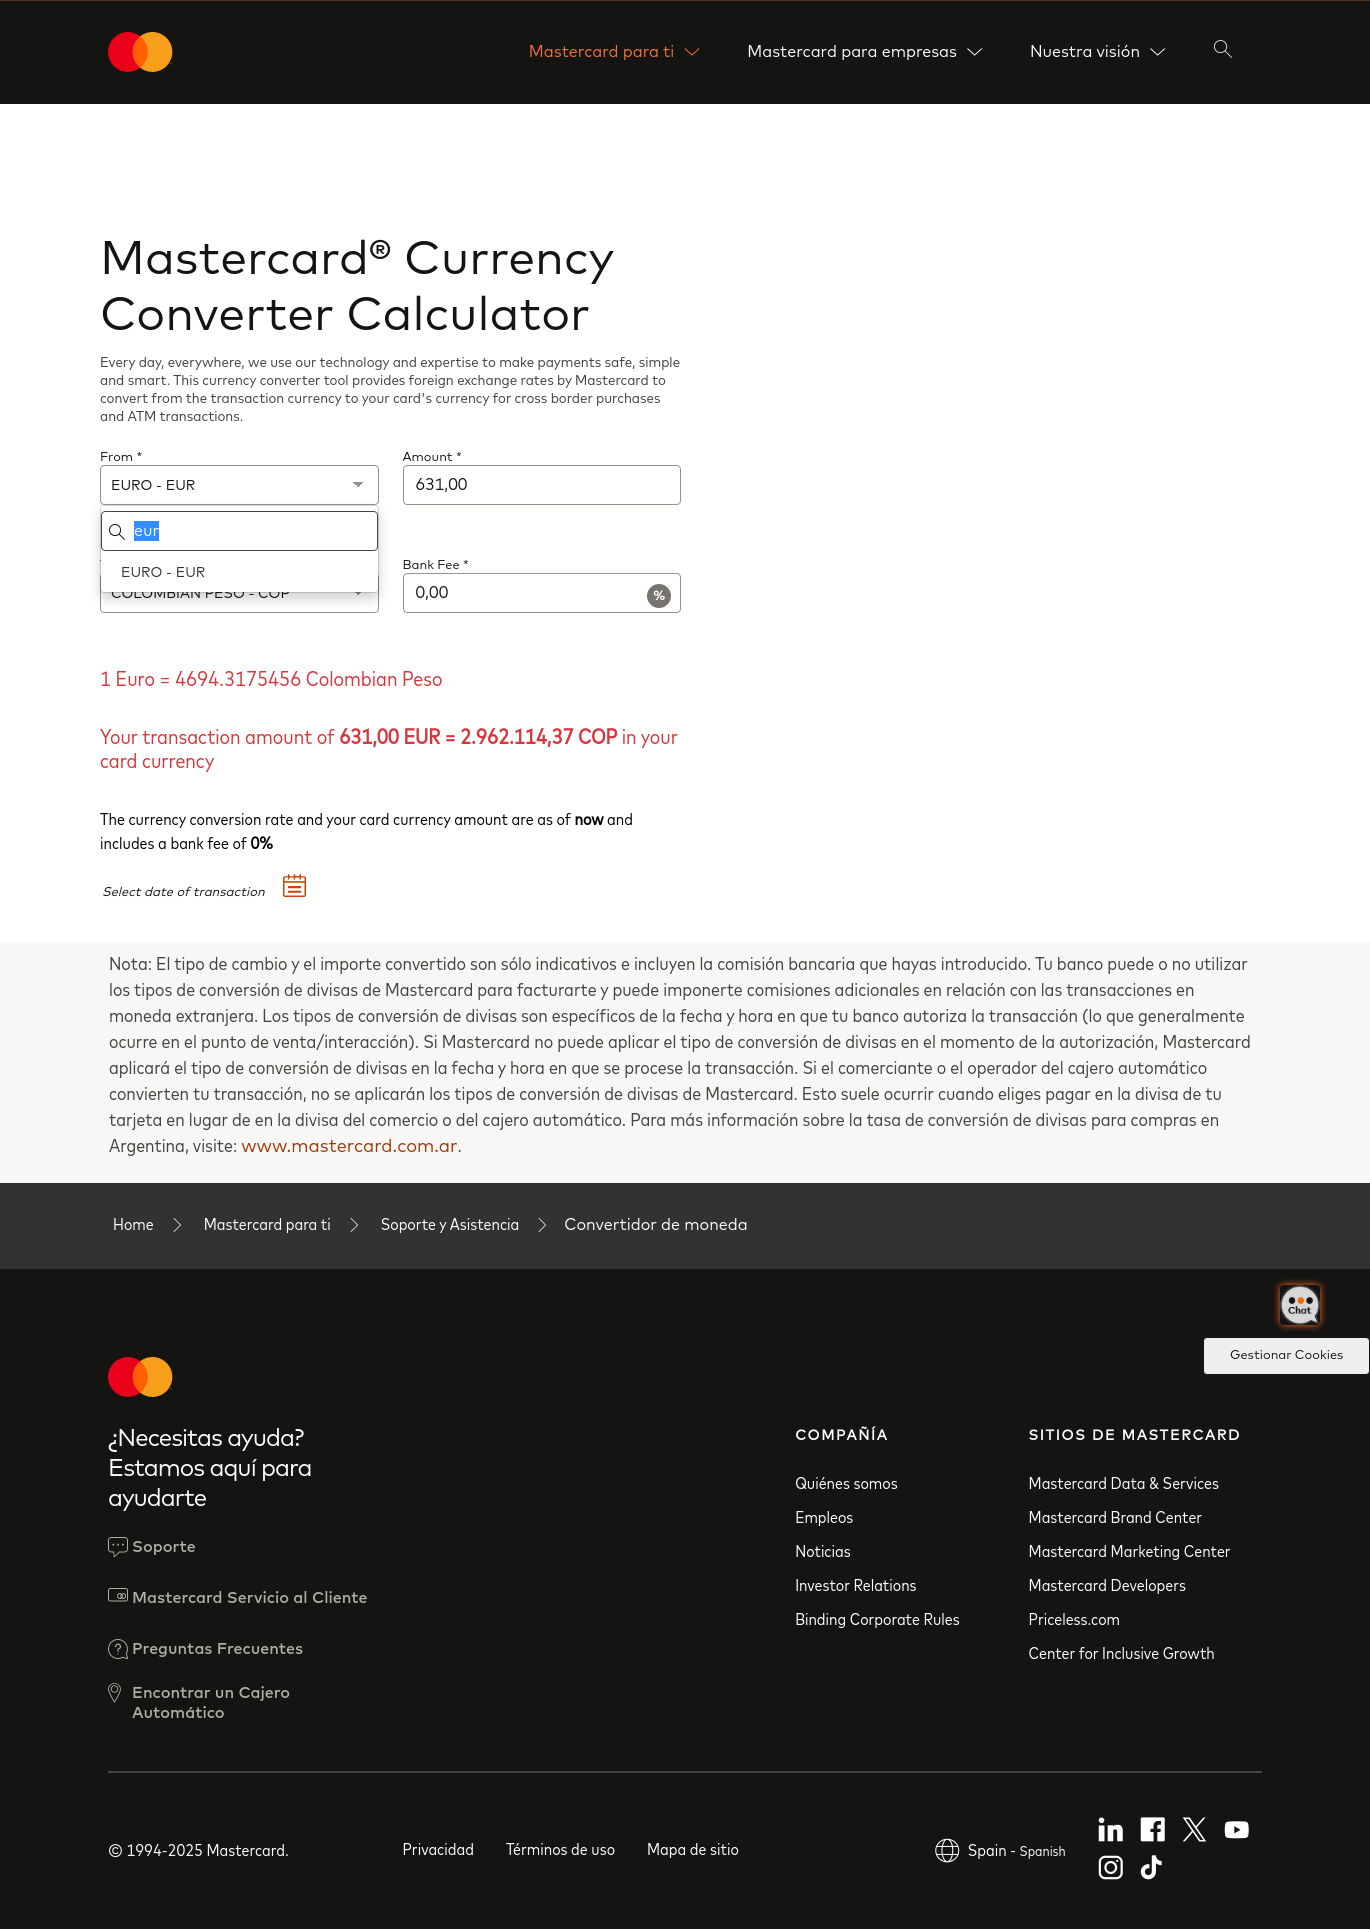 Mastercard para ti
Mastercard para empresas
Nuestra visión
Mastercard® Currency
Converter Calculator
Every day, everywhere, we use our technology and expertise to make payments safe, simple
and smart. This currency converter tool provides foreign exchange rates by Mastercard to
convert from the transaction currency to your card's currency for cross border purchases
and ATM transactions.
From *
Amount *
EURO - EUR
631,00
eur
EURO - EUR
Bank Fee *
COLOMBIAN PESO - COP
0,00
%
1 Euro = 4694.3175456 Colombian Peso
Your transaction amount of 631,00 EUR = 2.962.114,37 COP in your
card currency
The currency conversion rate and your card currency amount are as of now and
includes a bank fee of 0%
Select date of transaction
Nota: El tipo de cambio y el importe convertido son sólo indicativos e incluyen la comisión bancaria que hayas introducido. Tu banco puede o no utilizar
los tipos de conversión de divisas de Mastercard para facturarte y puede imponerte comisiones adicionales en relación con las transacciones en
moneda extranjera. Los tipos de conversión de divisas son específicos de la fecha y hora en que tu banco autoriza la transacción (lo que generalmente
ocurre en el punto de venta/interacción). Si Mastercard no puede aplicar el tipo de conversión de divisas en el momento de la autorización, Mastercard
aplicará el tipo de conversión de divisas en la fecha y hora en que se procese la transacción. Si el comerciante o el operador del cajero automático
convierten tu transacción, no se aplicarán los tipos de conversión de divisas de Mastercard. Esto suele ocurrir cuando eliges pagar en la divisa de tu
tarjeta en lugar de en la divisa del comercio o del cajero automático. Para más información sobre la tasa de conversión de divisas para compras en
Argentina, visite: www.mastercard.com.ar.
Home
Mastercard para ti
Soporte y Asistencia
Convertidor de moneda
Chat
Gestionar Cookies
¿Necesitas ayuda?
Estamos aquí para
ayudarte
Soporte
Mastercard Servicio al Cliente
Preguntas Frecuentes
Encontrar un Cajero
Automático
COMPAÑÍA
Quiénes somos
Empleos
Noticias
Investor Relations
Binding Corporate Rules
SITIOS DE MASTERCARD
Mastercard Data & Services
Mastercard Brand Center
Mastercard Marketing Center
Mastercard Developers
Priceless.com
Center for Inclusive Growth
© 1994-2025 Mastercard.
Privacidad
Términos de uso
Mapa de sitio
Spain - Spanish